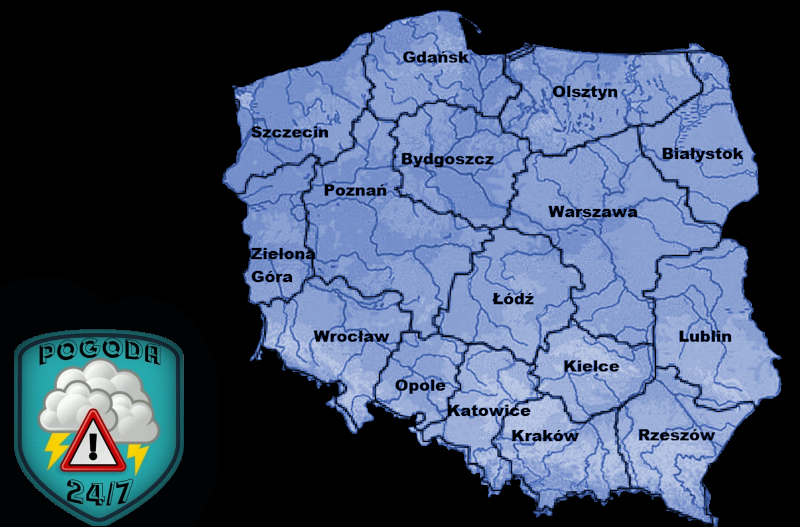 Gdańsk
Olsztyn
Szczecin
Białystok
Bydgoszcz
Poznań
Warszawa
Zielona
Góra
Łódź
Wrocław
Lublin
Kielce
Opole
Katowice
Kraków
Rzeszów
POGODA
!
24/7